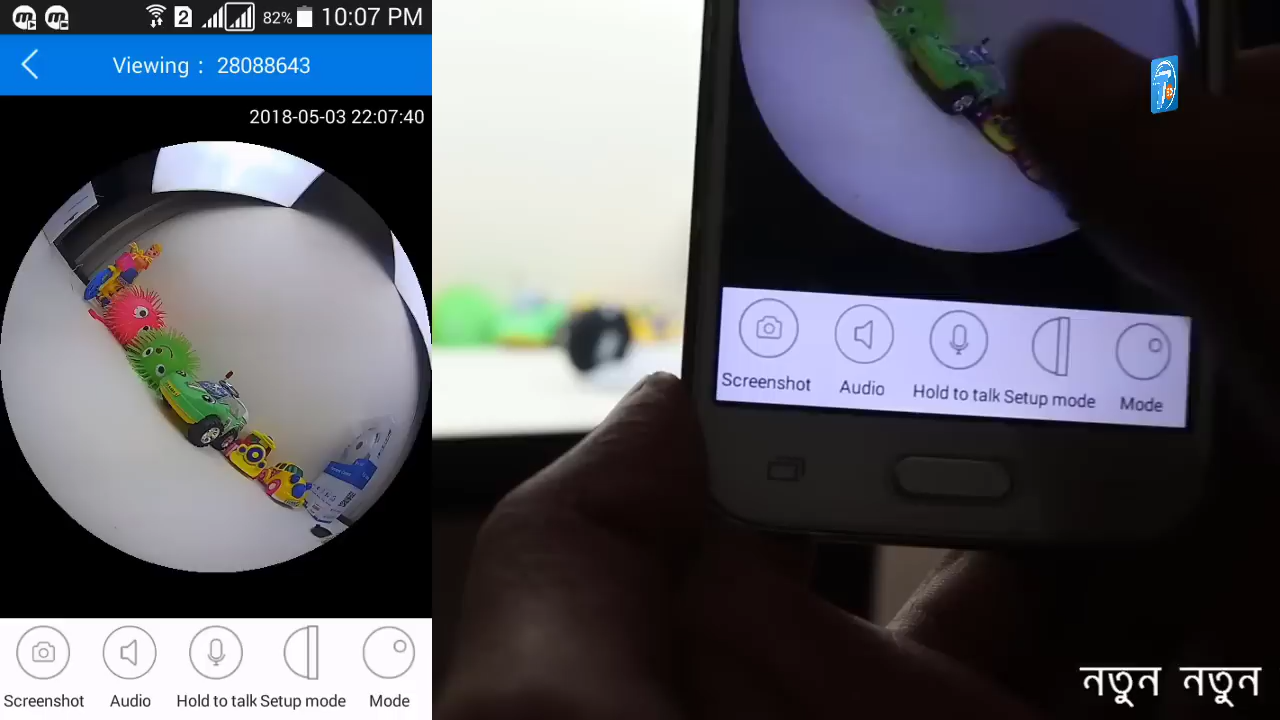 2 82% 10:07 PM
Viewing : 28088643
2018-05-03 22:07:40
Screenshot Audio Hold to talk Setup mode Mode
Screenshot Audio Hold to talk Setup mode Mode
নতুন নতুন